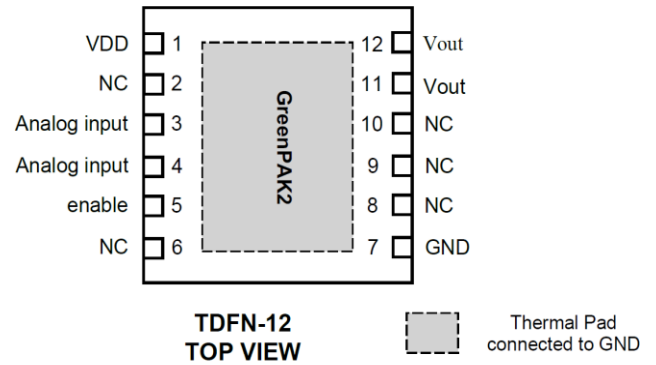 VDD 1
NC 2
Analog input 3
Analog input 4
enable 5
NC 6
GreenPAK2
12 Vout
11 Vout
10 NC
9 NC
8 NC
7 GND
TDFN-12
TOP VIEW
Thermal Pad
connected to GND